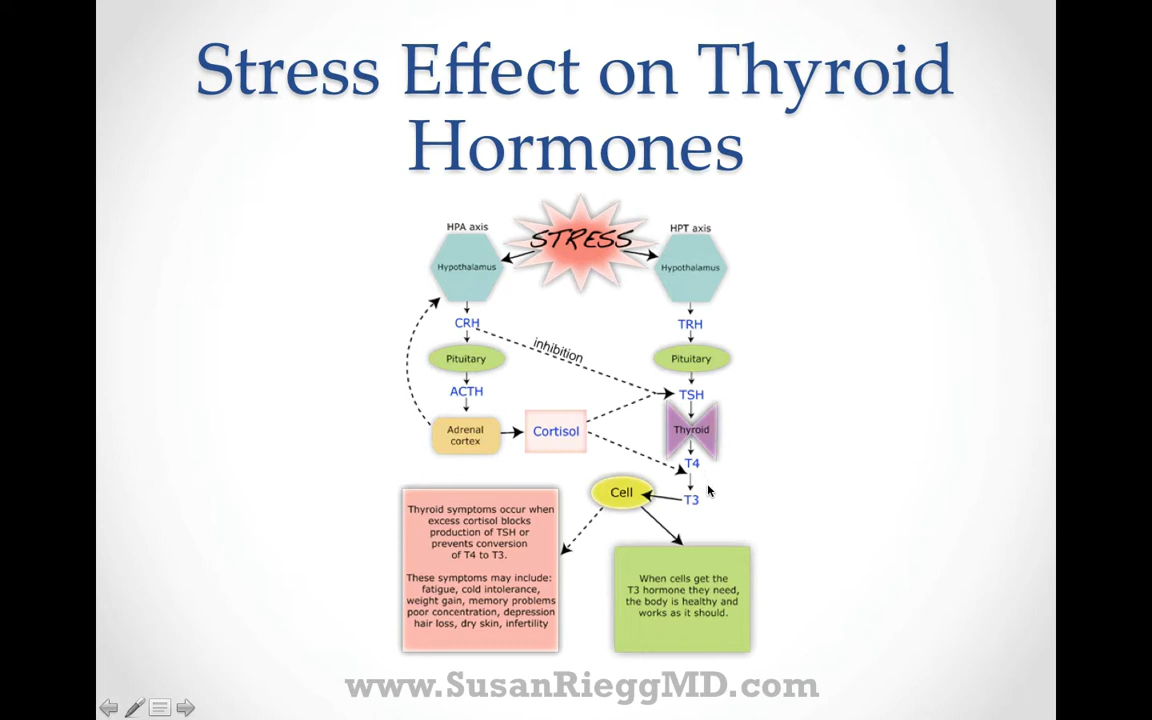 Stress Effect on Thyroid
Hormones
HPA axis
STRESS
HPT axis
Hypothalamus
Hypothalamus
CRH
TRH
inhibition
Pituitary
Pituitary
ACTH
TSH
Adrenal
cortex
Cortisol
Thyroid
T4
Cell
T3
Thyroid symptoms occur when
excess cortisol blocks
production of TSH or
prevents conversion
of T4 to T3.
These symptoms may include:
fatigue, cold intolerance,
weight gain, memory problems
poor concentration, depression
hair loss, dry skin, infertility
When cells get the
T3 hormone they need,
the body is healthy and
works as it should.
www.SusanRieggMD.com